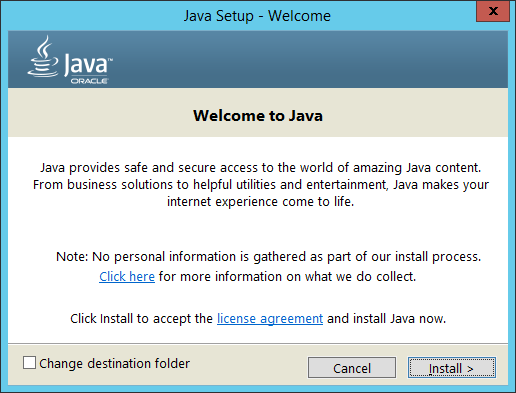 Java Setup - Welcome
x
Java™
ORACLE
Welcome to Java
Java provides safe and secure access to the world of amazing Java content.
From business solutions to helpful utilities and entertainment, Java makes your
internet experience come to life.
Note: No personal information is gathered as part of our install process.
Click here for more information on what we do collect.
Click Install to accept the license agreement and install Java now.
Change destination folder
Cancel
Install >